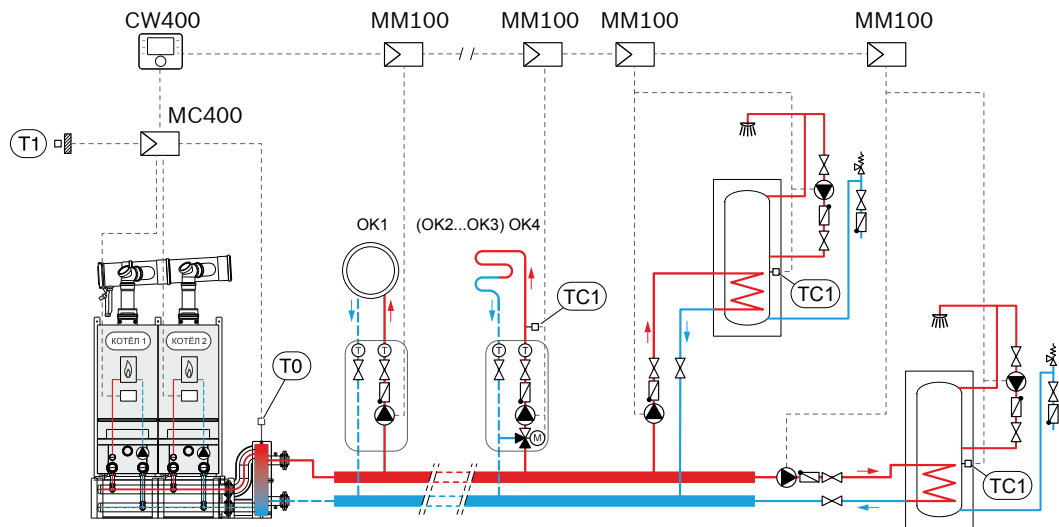 CW400
MM100
MM100
MM100
MM100
MC400
T1
OK1
(OK2...OK3) OK4
TC1
TC1
КОТЁЛ 1
КОТЁЛ 2
T0
T
T
T
T
M
TC1